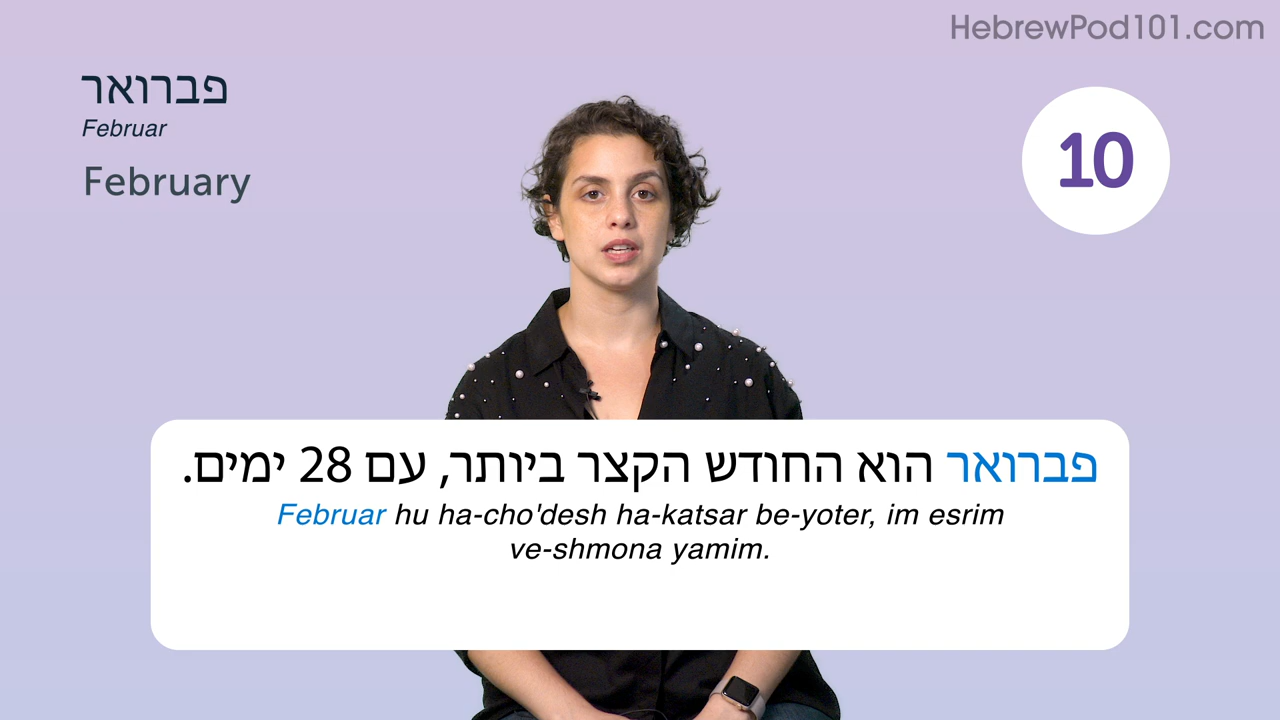 HebrewPod101.com
פברואר
Februar
February
10
פברואר הוא החודש הקצר ביותר, עם 28 ימים.
Februar hu ha-cho'desh ha-katsar be-yoter, im esrim
ve-shmona yamim.